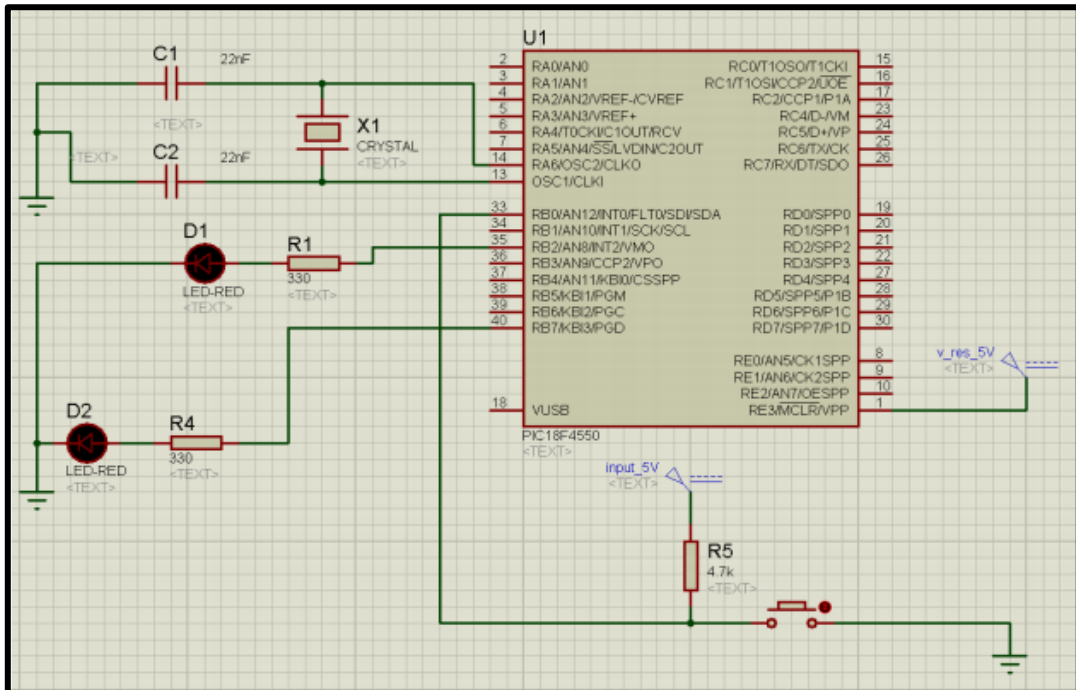 U1
C1
22nF
<TEXT>
X1
CRYSTAL
<TEXT>
<TEXT>
C2
22nF
2 RA0/AN0
3 RA1/AN1
4 RA2/AN2/VREF-/CVREF
5 RA3/AN3/VREF+
6 RA4/T0CKI/C1OUT/RCV
7 RA5/AN4/SS/LVDIN/C2OUT
14 RA6/OSC2/CLKO
13 OSC1/CLKI
33 RB0/AN12/INT0/FLT0/SDI/SDA
34 RB1/AN10/INT1/SCK/SCL
35 RB2/AN8/INT2/VMO
36 RB3/AN9/CCP2/VPO
37 RB4/AN11/KBI0/CSSPP
38 RB5/KBI1/PGM
39 RB6/KBI2/PGC
40 RB7/KBI3/PGD
18 VUSB
RC0/T1OSO/T1CKI 15
RC1/T1OSI/CCP2/UOE 16
RC2/CCP1/P1A 17
RC4/D-/VM 23
RC5/D+/VP 24
RC6/TX/CK 25
RC7/RX/DT/SDO 26
RD0/SPP0 19
RD1/SPP1 20
RD2/SPP2 21
RD3/SPP3 22
RD4/SPP4 27
RD5/SPP5/P1B 28
RD6/SPP6/P1C 29
RD7/SPP7/P1D 30
RE0/AN5/CK1SPP 8
RE1/AN6/CK2SPP 9
RE2/AN7/OESPP 10
RE3/MCLR/VPP 1
PIC18F4550
<TEXT>
D1
LED-RED
<TEXT>
R1
330
<TEXT>
D2
LED-RED
<TEXT>
R4
330
<TEXT>
v_res_5V
<TEXT>
input_5V
<TEXT>
R5
4.7k
<TEXT>